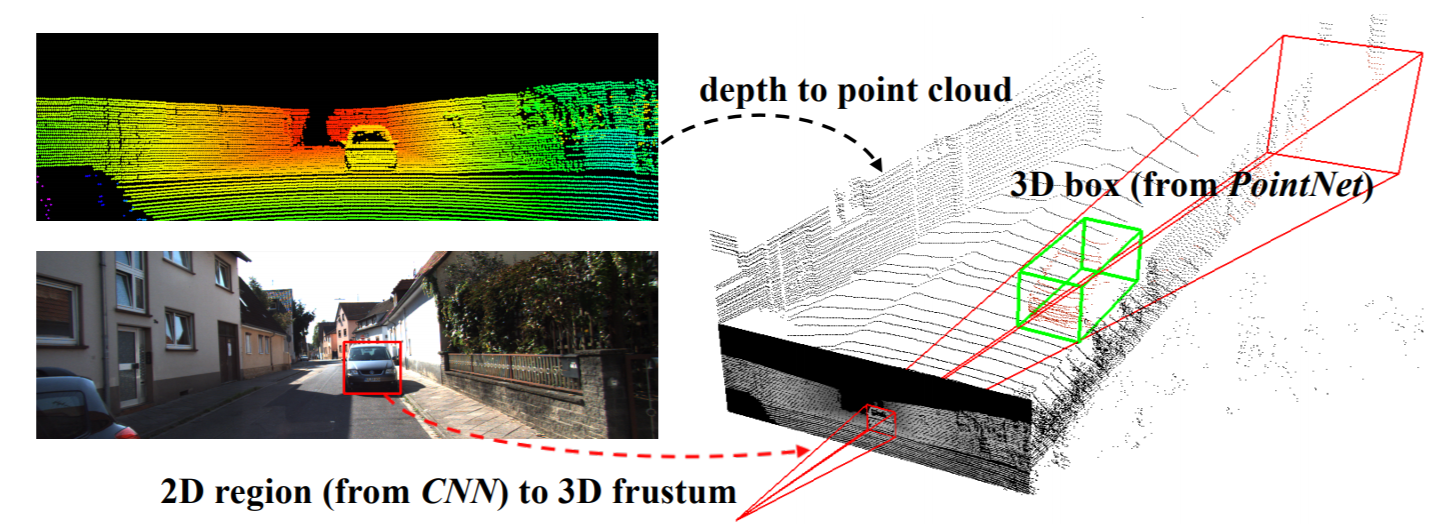 depth to point cloud
3D box (from PointNet)
2D region (from CNN) to 3D frustum